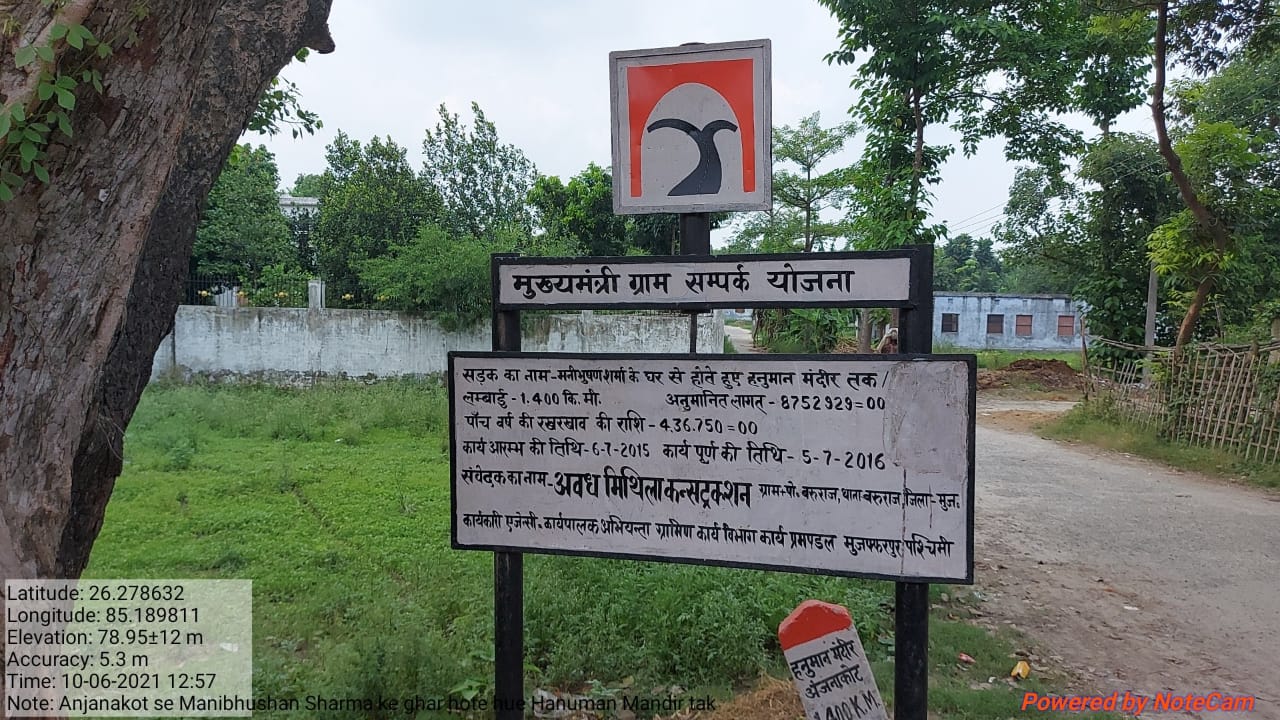 मुख्यमंत्री ग्राम सम्पर्क योजना
सड़क का नाम-मनीभुषण शर्मा के घर से होते हुए हनुमान मंदीर तक/
लम्बाई-1.400 कि.मी. अनुमानित लागत्-8752929=00
पाँच वर्ष की रखरखाव की राशि-4,36.750=00
कार्य आरम्भ की तिथि-6-7-2015 कार्य पूर्ण की तिथि-5-7-2016
संवेदक का नाम-अवध मिथिला कन्सट्रकशन ग्राम+पो. बरुराज, थाना-बरुराज, जिला-मुज.
कार्यकारी एजेन्सी-कार्यपालक अभियन्ता ग्रामिण कार्य विभाग कार्य प्रमण्डल मुजफ्फरपुर पश्चिमी
हनुमान मंदीर
अंजनाकोट
1.400 K.M.
Latitude: 26.278632
Longitude: 85.189811
Elevation: 78.95±12 m
Accuracy: 5.3 m
Time: 10-06-2021 12:57
Note: Anjanakot se Manibhushan Sharma ke ghar hote hue Hanuman Mandir tak
Powered by NoteCam